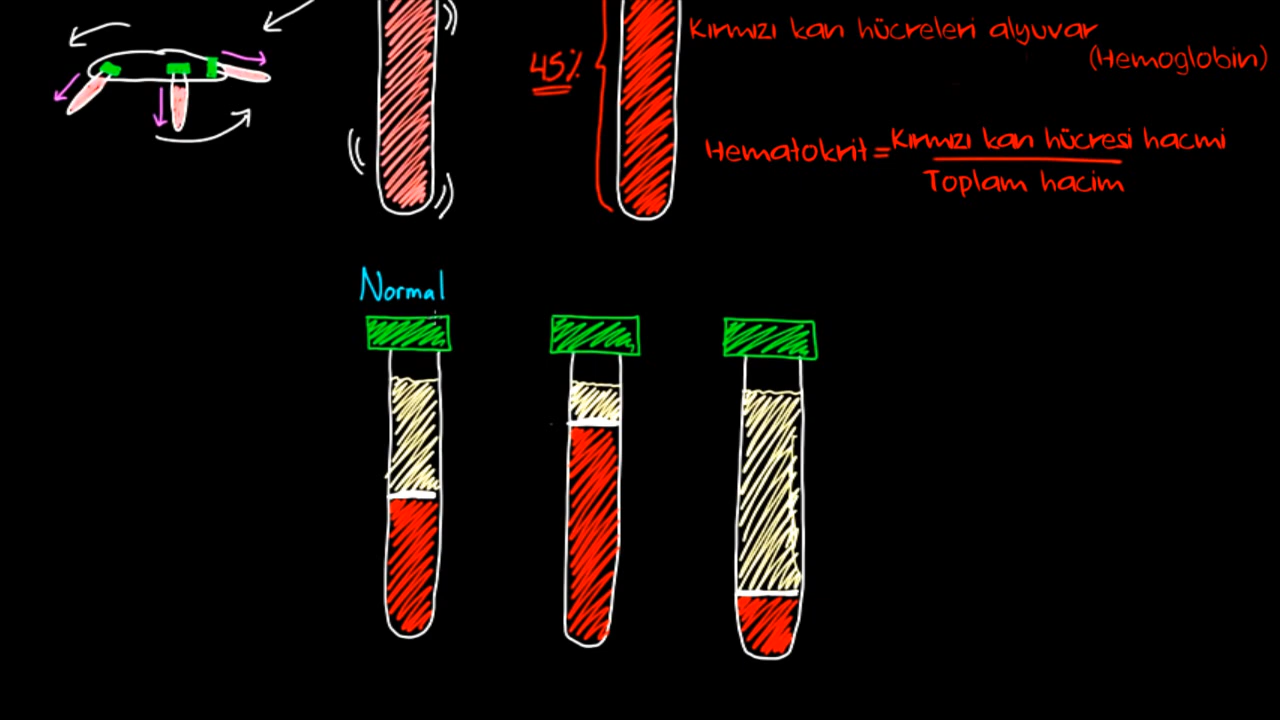 Kırmızı kan hücreleri alyuvar
(Hemoglobin)
45%
Hematokrit = Kırmızı kan hücresi hacmi
Toplam hacim
Normal